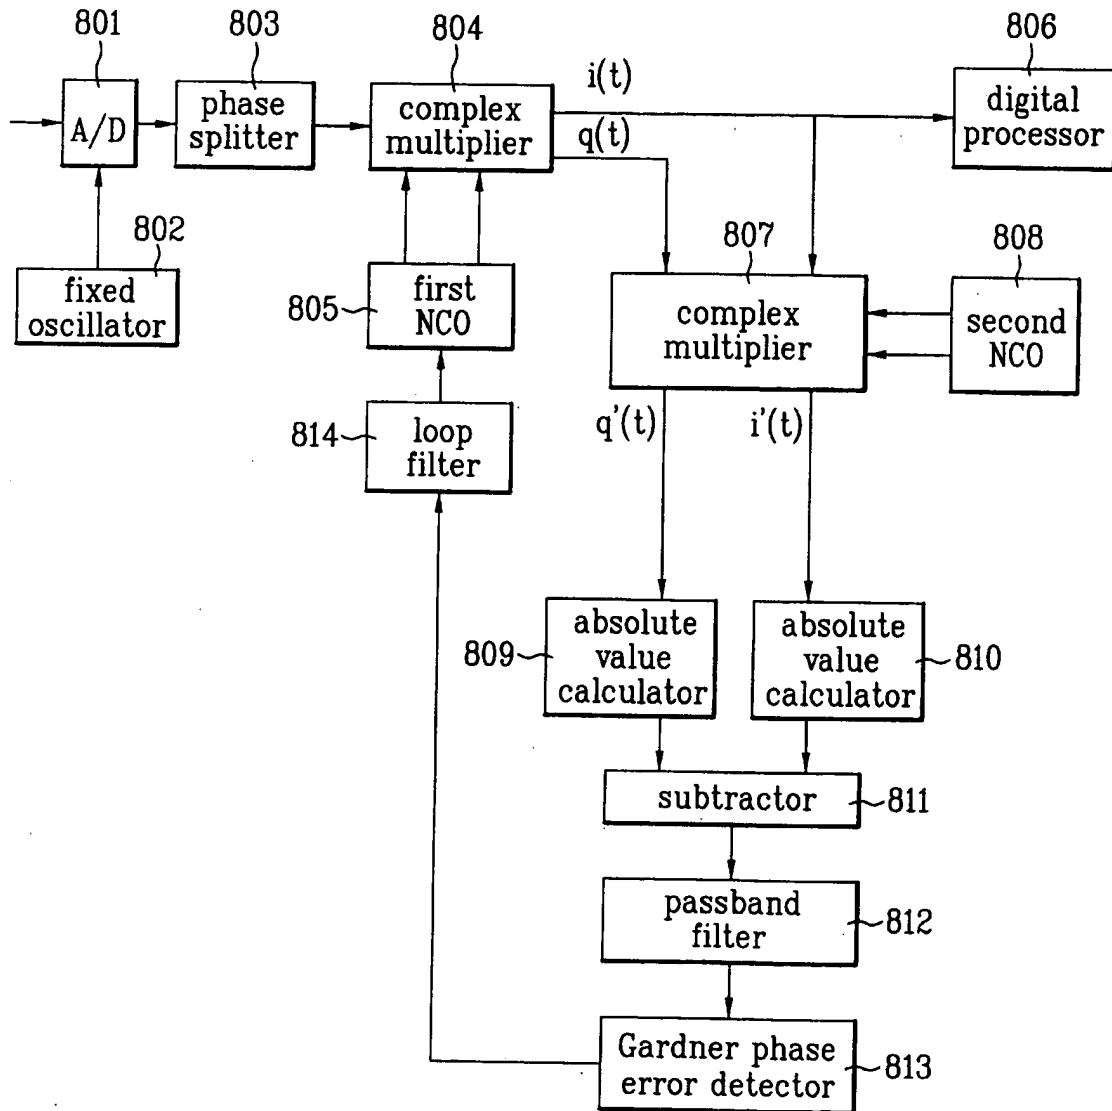 801
803
804
806
A/D
phase
splitter
complex
multiplier
i(t)
q(t)
digital
processor
802
fixed
oscillator
805
first
NCO
807
complex
multiplier
808
second
NCO
814
loop
filter
q'(t)
i'(t)
809
absolute
value
calculator
absolute
value
calculator
810
subtractor
811
passband
filter
812
Gardner phase
error detector
813